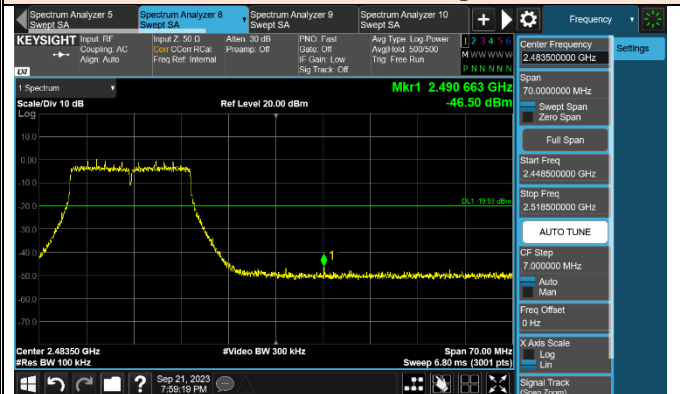 Spectrum Analyzer 5
Swept SA
Spectrum Analyzer 8
Swept SA
Spectrum Analyzer 9
Swept SA
Spectrum Analyzer 10
Swept SA
+
Frequency
KEYSIGHT
Input: RF
Coupling: AC
Align: Auto
Input Z: 50 Ω
Corr CCorr RCal
Freq Ref: Internal
Atten: 30 dB
Preamp: Off
PNO: Fast
Gate: Off
IF Gain: Low
Sig Track: Off
Avg Type: Log-Power
Avg|Hold: 500/500
Trig: Free Run
1 2 3 4 5 6
M W W W W W
P N N N N N
LXI
1 Spectrum
Scale/Div 10 dB
Log
Ref Level 20.00 dBm
Mkr1 2.490 663 GHz
-46.50 dBm
10.0
0.00
-10.0
-20.0
-30.0
-40.0
-50.0
-60.0
-70.0
DL1 -19.93 dBm
1
Center 2.48350 GHz
#Res BW 100 kHz
#Video BW 300 kHz
Span 70.00 MHz
Sweep 6.80 ms (3001 pts)
Sep 21, 2023
7:59:19 PM
?
Center Frequency
2.483500000 GHz
Settings
Span
70.0000000 MHz
Swept Span
Zero Span
Full Span
Start Freq
2.448500000 GHz
Stop Freq
2.518500000 GHz
AUTO TUNE
CF Step
7.000000 MHz
Auto
Man
Freq Offset
0 Hz
X Axis Scale
Log
Lin
Signal Track
(Span Zoom)